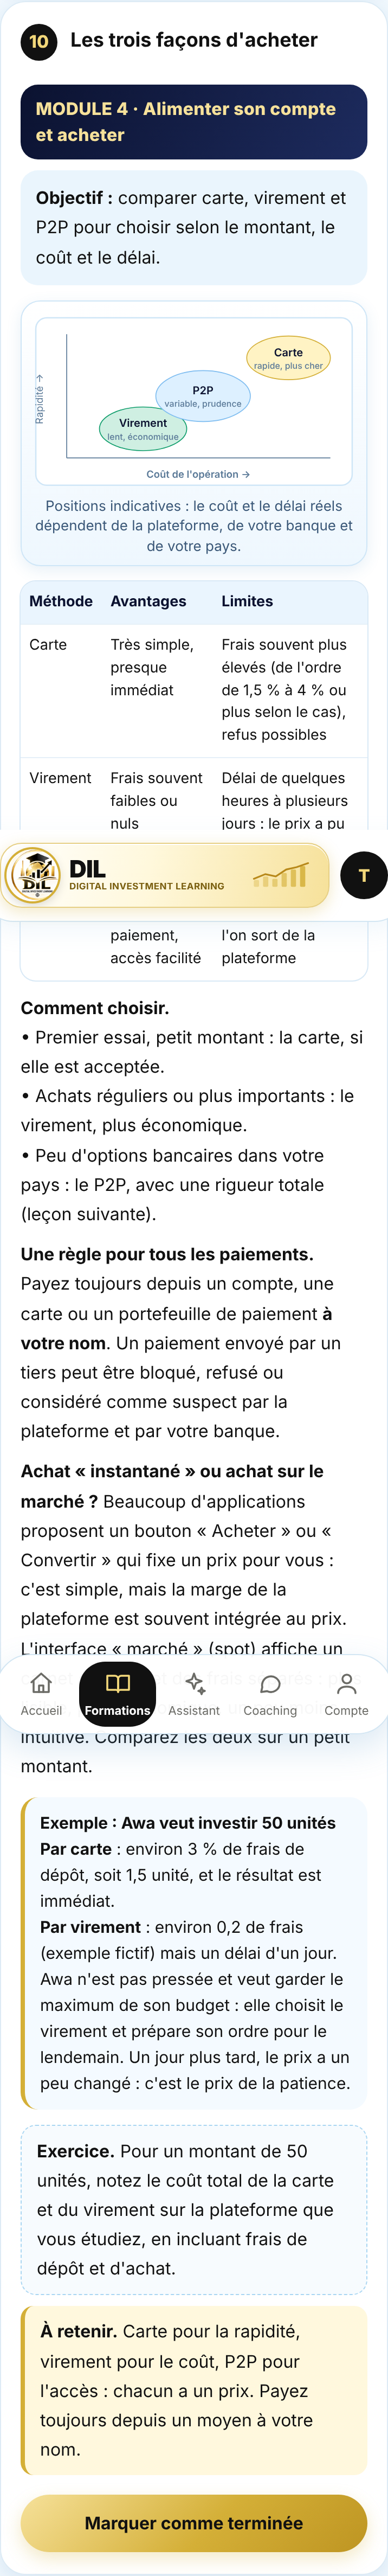 10 Les trois façons d'acheter
MODULE 4 · Alimenter son compte
et acheter
Objectif : comparer carte, virement et
P2P pour choisir selon le montant, le
coût et le délai.
Rapidité →
Carte
rapide, plus cher
P2P
variable, prudence
Virement
lent, économique
Coût de l'opération →
Positions indicatives : le coût et le délai réels
dépendent de la plateforme, de votre banque et
de votre pays.
Méthode Avantages Limites
Carte Très simple, Frais souvent plus
presque élevés (de l'ordre
immédiat de 1,5 % à 4 % ou
plus selon le cas),
refus possibles
Virement Frais souvent Délai de quelques
faibles ou heures à plusieurs
nuls jours : le prix a pu
DIL
DIL
DIGITAL INVESTMENT LEARNING
T
paiement, l'on sort de la
accès facilité plateforme
Comment choisir.
• Premier essai, petit montant : la carte, si
elle est acceptée.
• Achats réguliers ou plus importants : le
virement, plus économique.
• Peu d'options bancaires dans votre
pays : le P2P, avec une rigueur totale
(leçon suivante).
Une règle pour tous les paiements.
Payez toujours depuis un compte, une
carte ou un portefeuille de paiement à
votre nom. Un paiement envoyé par un
tiers peut être bloqué, refusé ou
considéré comme suspect par la
plateforme et par votre banque.
Achat « instantané » ou achat sur le
marché ? Beaucoup d'applications
proposent un bouton « Acheter » ou «
Convertir » qui fixe un prix pour vous :
c'est simple, mais la marge de la
plateforme est souvent intégrée au prix.
L'interface « marché » (spot) affiche un
Accueil Formations Assistant Coaching Compte
intuitive. Comparez les deux sur un petit
montant.
Exemple : Awa veut investir 50 unités
Par carte : environ 3 % de frais de
dépôt, soit 1,5 unité, et le résultat est
immédiat.
Par virement : environ 0,2 de frais
(exemple fictif) mais un délai d'un jour.
Awa n'est pas pressée et veut garder le
maximum de son budget : elle choisit le
virement et prépare son ordre pour le
lendemain. Un jour plus tard, le prix a un
peu changé : c'est le prix de la patience.
Exercice. Pour un montant de 50
unités, notez le coût total de la carte
et du virement sur la plateforme que
vous étudiez, en incluant frais de
dépôt et d'achat.
À retenir. Carte pour la rapidité,
virement pour le coût, P2P pour
l'accès : chacun a un prix. Payez
toujours depuis un moyen à votre
nom.
Marquer comme terminée